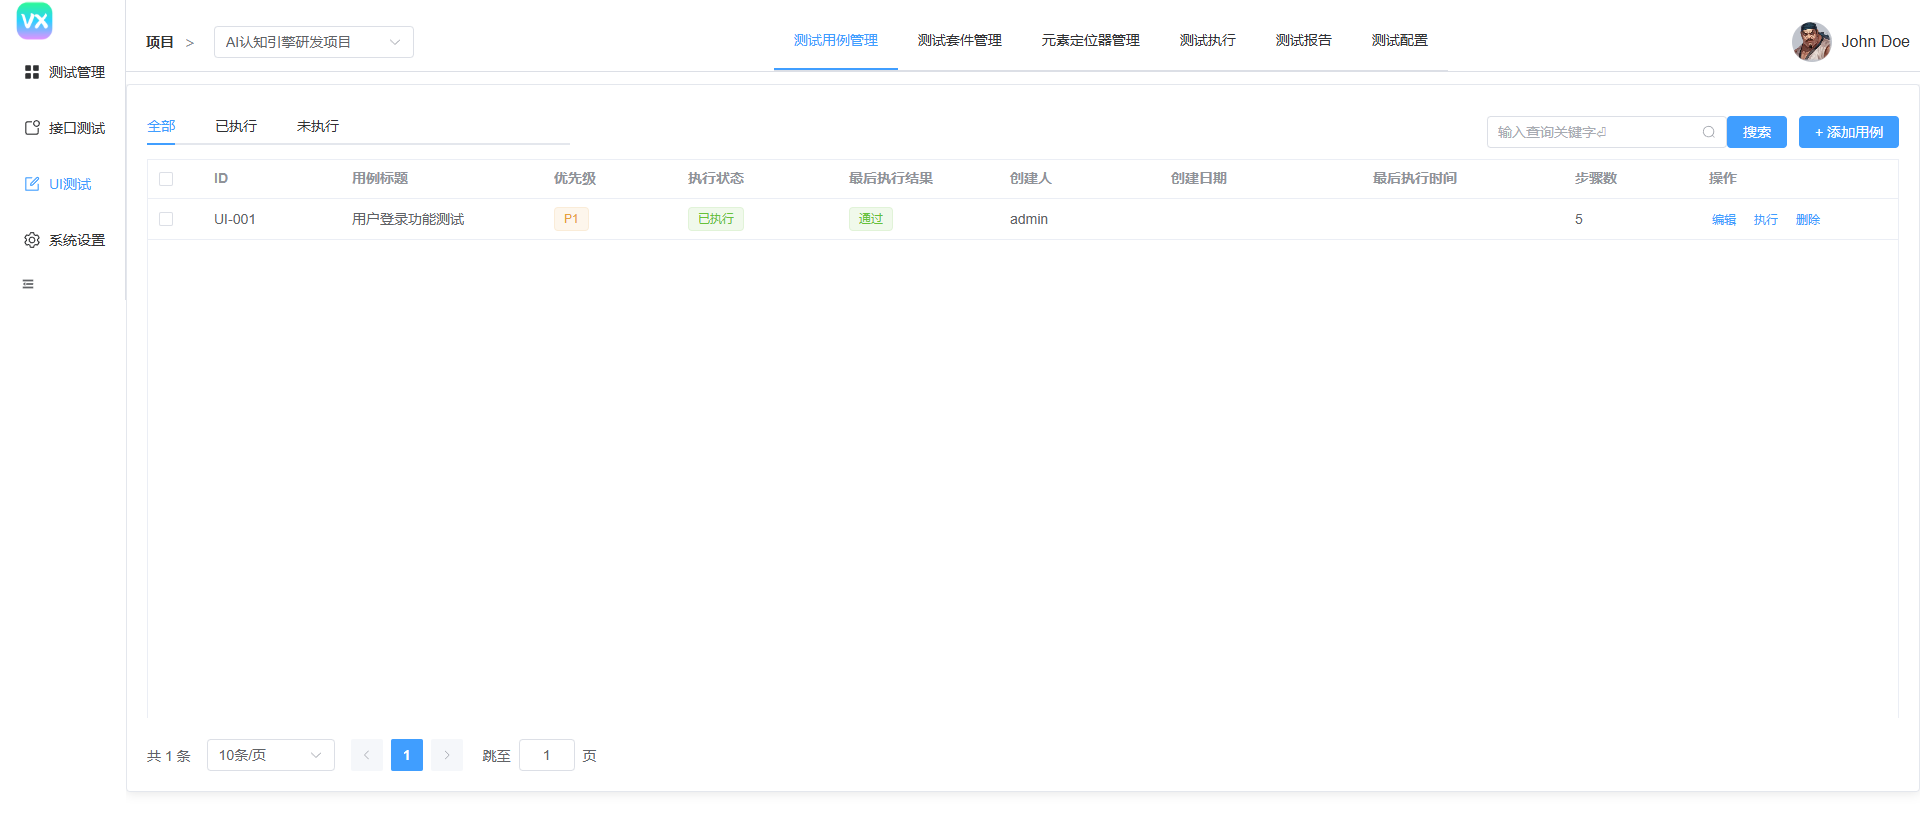 VX
测试管理
接口测试
UI测试
系统设置
项目 > AI认知引擎研发项目
测试用例管理 测试套件管理 元素定位器管理 测试执行 测试报告 测试配置
John Doe
全部 已执行 未执行
输入查询关键字⏎ 搜索 + 添加用例
ID 用例标题 优先级 执行状态 最后执行结果 创建人 创建日期 最后执行时间 步骤数 操作
UI-001 用户登录功能测试 P1 已执行 通过 admin 5 编辑 执行 删除
共 1 条 10条/页 < 1 > 跳至 1 页